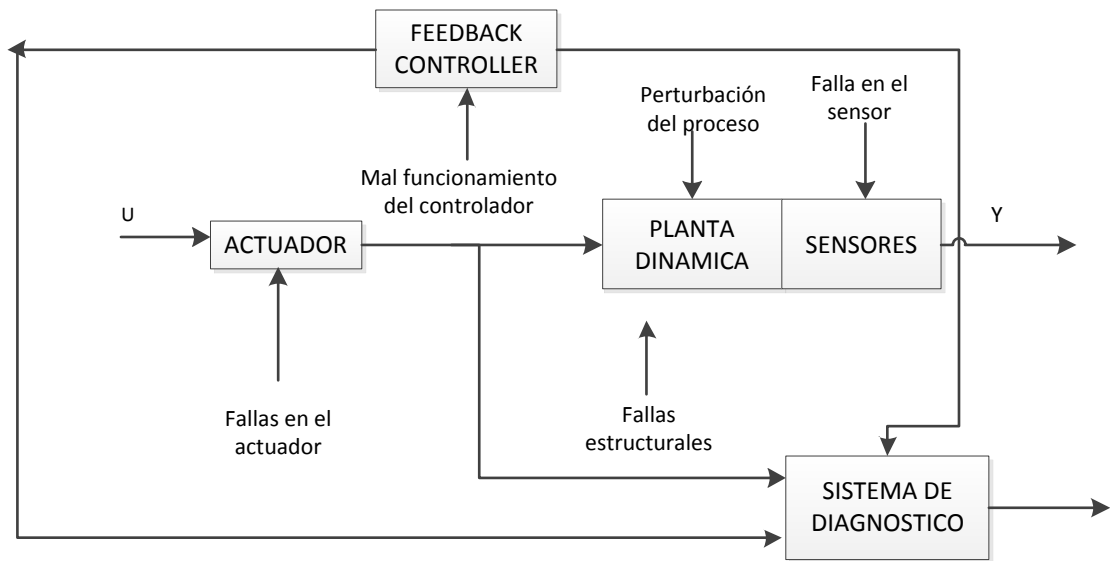 FEEDBACK
CONTROLLER
Perturbación
del proceso
Falla en el
sensor
Mal funcionamiento
del controlador
U
ACTUADOR
PLANTA
DINAMICA
SENSORES
Y
Fallas en el
actuador
Fallas
estructurales
SISTEMA DE
DIAGNOSTICO